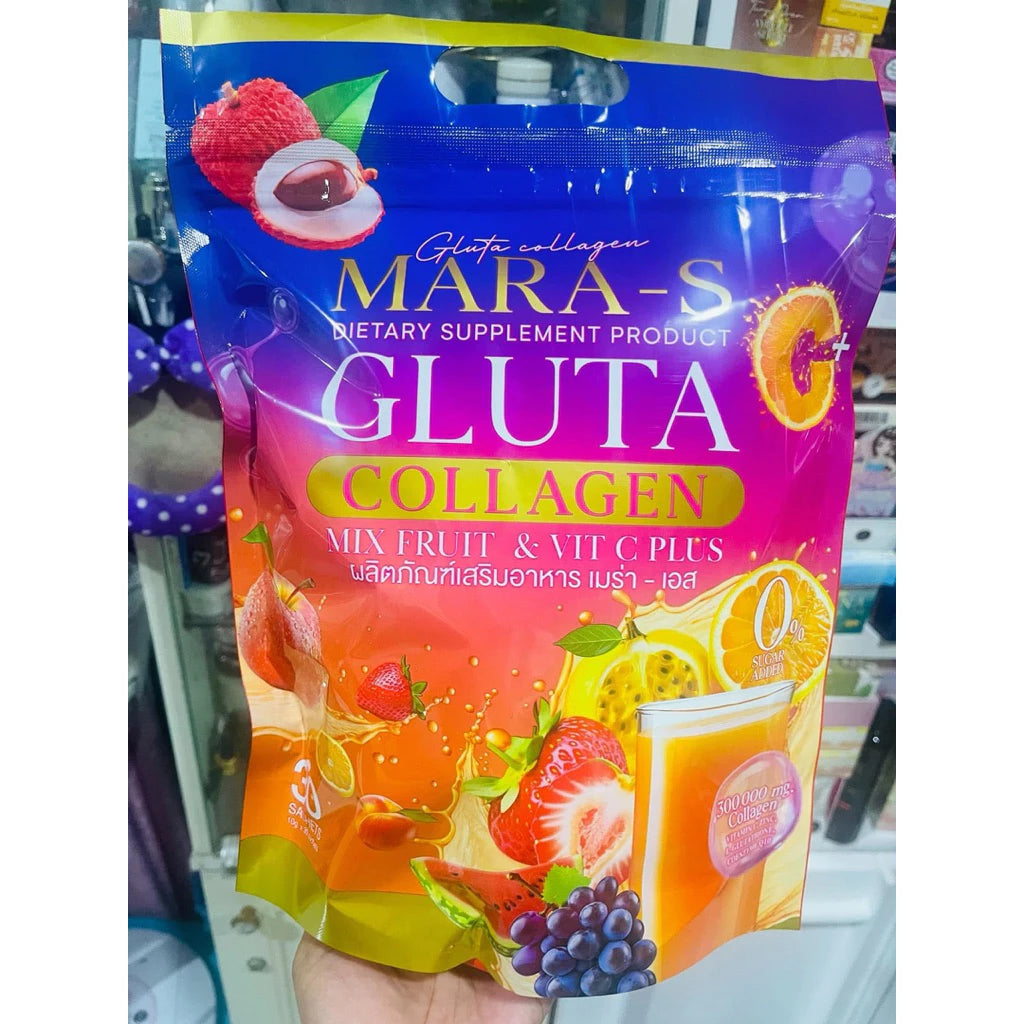 Gluta collagen
MARA-S
DIETARY SUPPLEMENT PRODUCT
C+
GLUTA
COLLAGEN
MIX FRUIT & VIT C PLUS
ผลิตภัณฑ์เสริมอาหาร เมร่า - เอส
0%
SUGAR
ADDED
30
SACHETS
300,000 mg.
Collagen